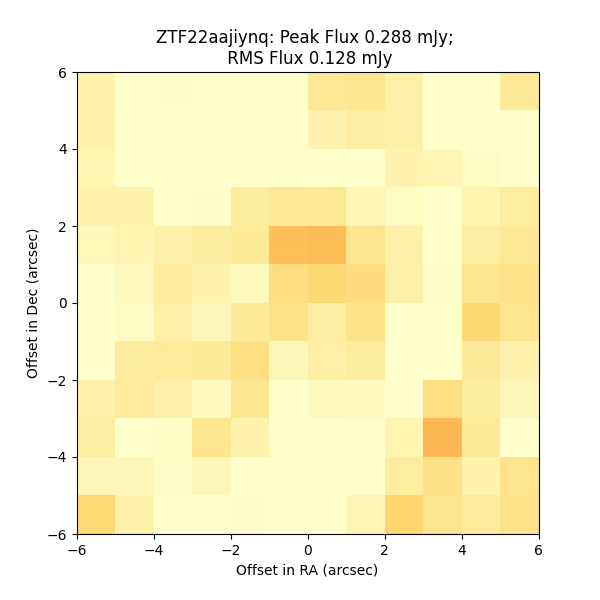 ZTF22aajiynq: Peak Flux 0.288 mJy;
RMS Flux 0.128 mJy
6
4
2
0
−2
−4
−6
Offset in Dec (arcsec)
−6 −4 −2 0 2 4 6
Offset in RA (arcsec)